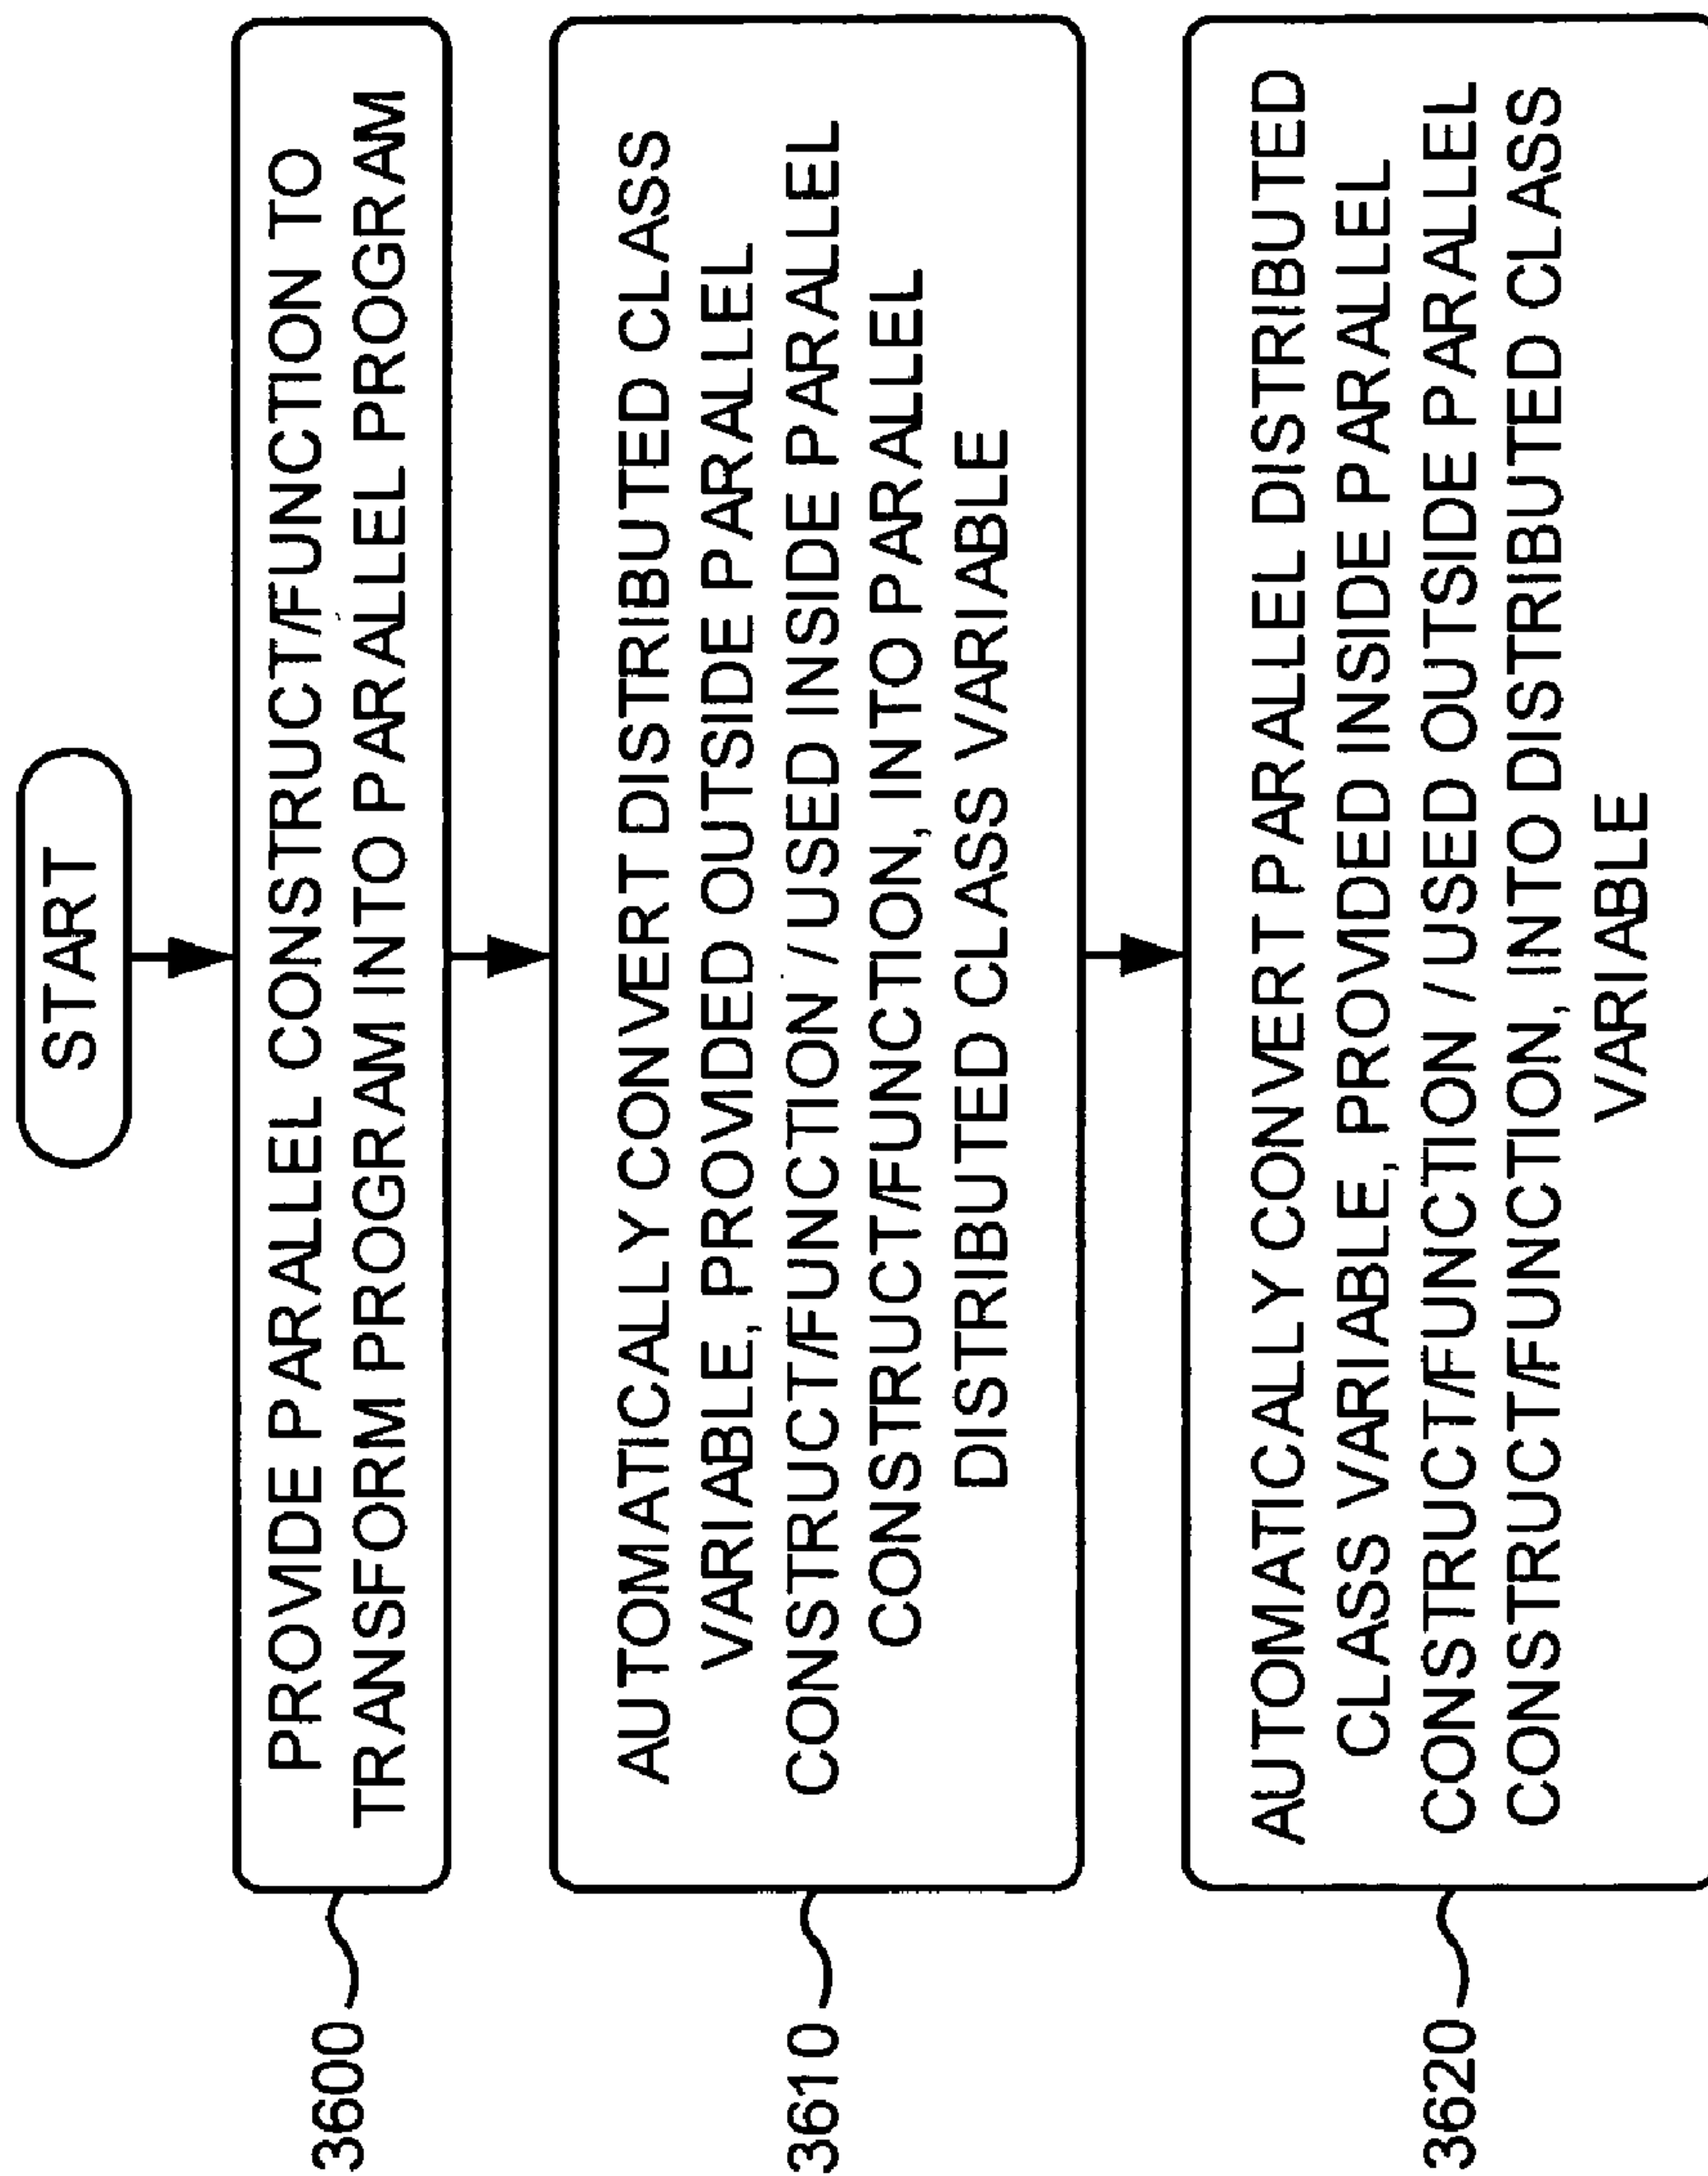 START
3600
PROVIDE PARALLEL CONSTRUCT/FUNCTION TO
TRANSFORM PROGRAM INTO PARALLEL PROGRAM
3610
AUTOMATICALLY CONVERT DISTRIBUTED CLASS
VARIABLE, PROVIDED OUTSIDE PARALLEL
CONSTRUCT/FUNCTION / USED INSIDE PARALLEL
CONSTRUCT/FUNCTION, INTO PARALLEL
DISTRIBUTED CLASS VARIABLE
3620
AUTOMATICALLY CONVERT PARALLEL DISTRIBUTED
CLASS VARIABLE, PROVIDED INSIDE PARALLEL
CONSTRUCT/FUNCTION / USED OUTSIDE PARALLEL
CONSTRUCT/FUNCTION, INTO DISTRIBUTED CLASS
VARIABLE